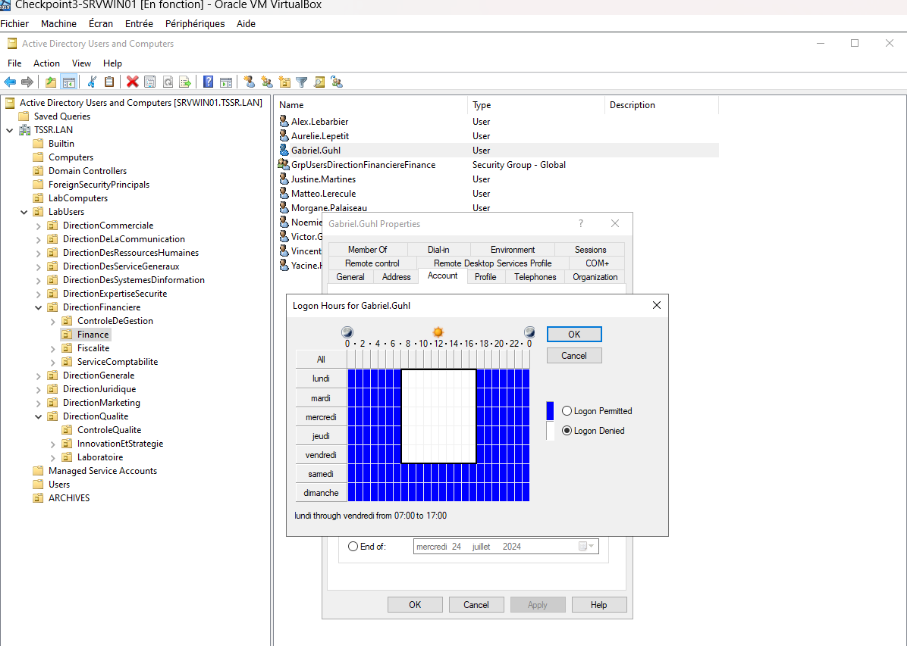 Checkpoint3-SRVWIN01 [En fonction] - Oracle VM VirtualBox
Fichier Machine Écran Entrée Périphériques Aide
Active Directory Users and Computers
File Action View Help
Active Directory Users and Computers [SRVWIN01.TSSR.LAN]
Saved Queries
TSSR.LAN
Builtin
Computers
Domain Controllers
ForeignSecurityPrincipals
LabComputers
LabUsers
DirectionCommerciale
DirectionDeLaCommunication
DirectionDesRessourcesHumaines
DirectionDesServiceGeneraux
DirectionDesSystemesDInformation
DirectionExpertiseSecurite
DirectionFinanciere
ControleDeGestion
Finance
Fiscalite
ServiceComptabilite
DirectionGenerale
DirectionJuridique
DirectionMarketing
DirectionQualite
ControleQualite
InnovationEtStrategie
Laboratoire
Managed Service Accounts
Users
ARCHIVES
Name Type Description
Alex.Lebarbier User
Aurelie.Lepetit User
Gabriel.Guhl User
GrpUsersDirectionFinanciereFinance Security Group - Global
Justine.Martines User
Matteo.Lerecule User
Morgane.Palaiseau User
Noemie
Victor.G
Vincent
Yacine.H
Gabriel.Guhl Properties ?
Member Of Dial-in Environment Sessions
Remote control Remote Desktop Services Profile COM+
General Address Account Profile Telephones Organization
Logon Hours for Gabriel.Guhl
0 · 2 · 4 · 6 · 8 · 10 · 12 · 14 · 16 · 18 · 20 · 22 · 0
All
lundi
mardi
mercredi
jeudi
vendredi
samedi
dimanche
OK
Cancel
Logon Permitted
Logon Denied
lundi through vendredi from 07:00 to 17:00
End of: mercredi 24 juillet 2024
OK Cancel Apply Help